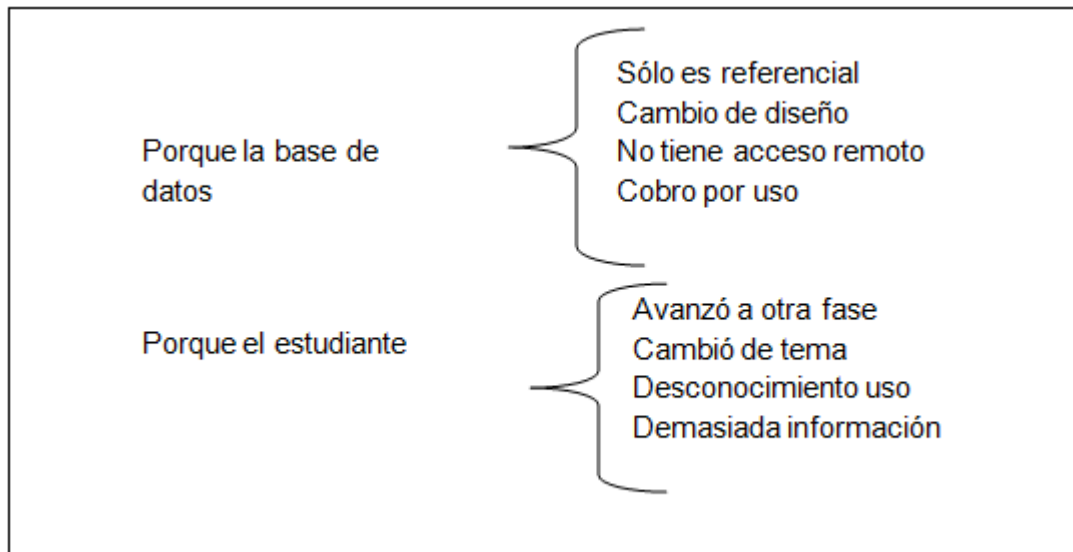 Porque la base de
datos
Sólo es referencial
Cambio de diseño
No tiene acceso remoto
Cobro por uso
Porque el estudiante
Avanzó a otra fase
Cambió de tema
Desconocimiento uso
Demasiada información